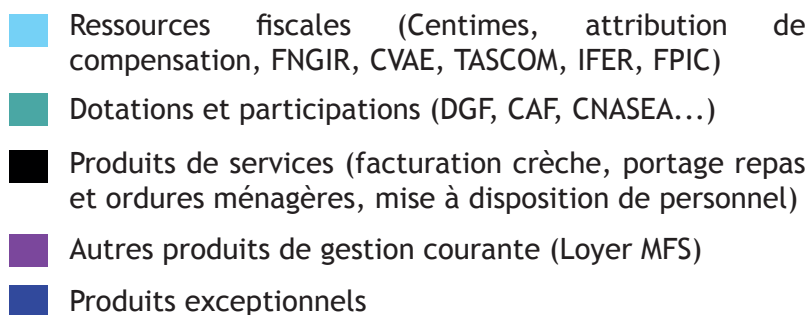 Ressources fiscales (Centimes, attribution de
compensation, FNGIR, CVAE, TASCOM, IFER, FPIC)
Dotations et participations (DGF, CAF, CNASEA...)
Produits de services (facturation crèche, portage repas
et ordures ménagères, mise à disposition de personnel)
Autres produits de gestion courante (Loyer MFS)
Produits exceptionnels